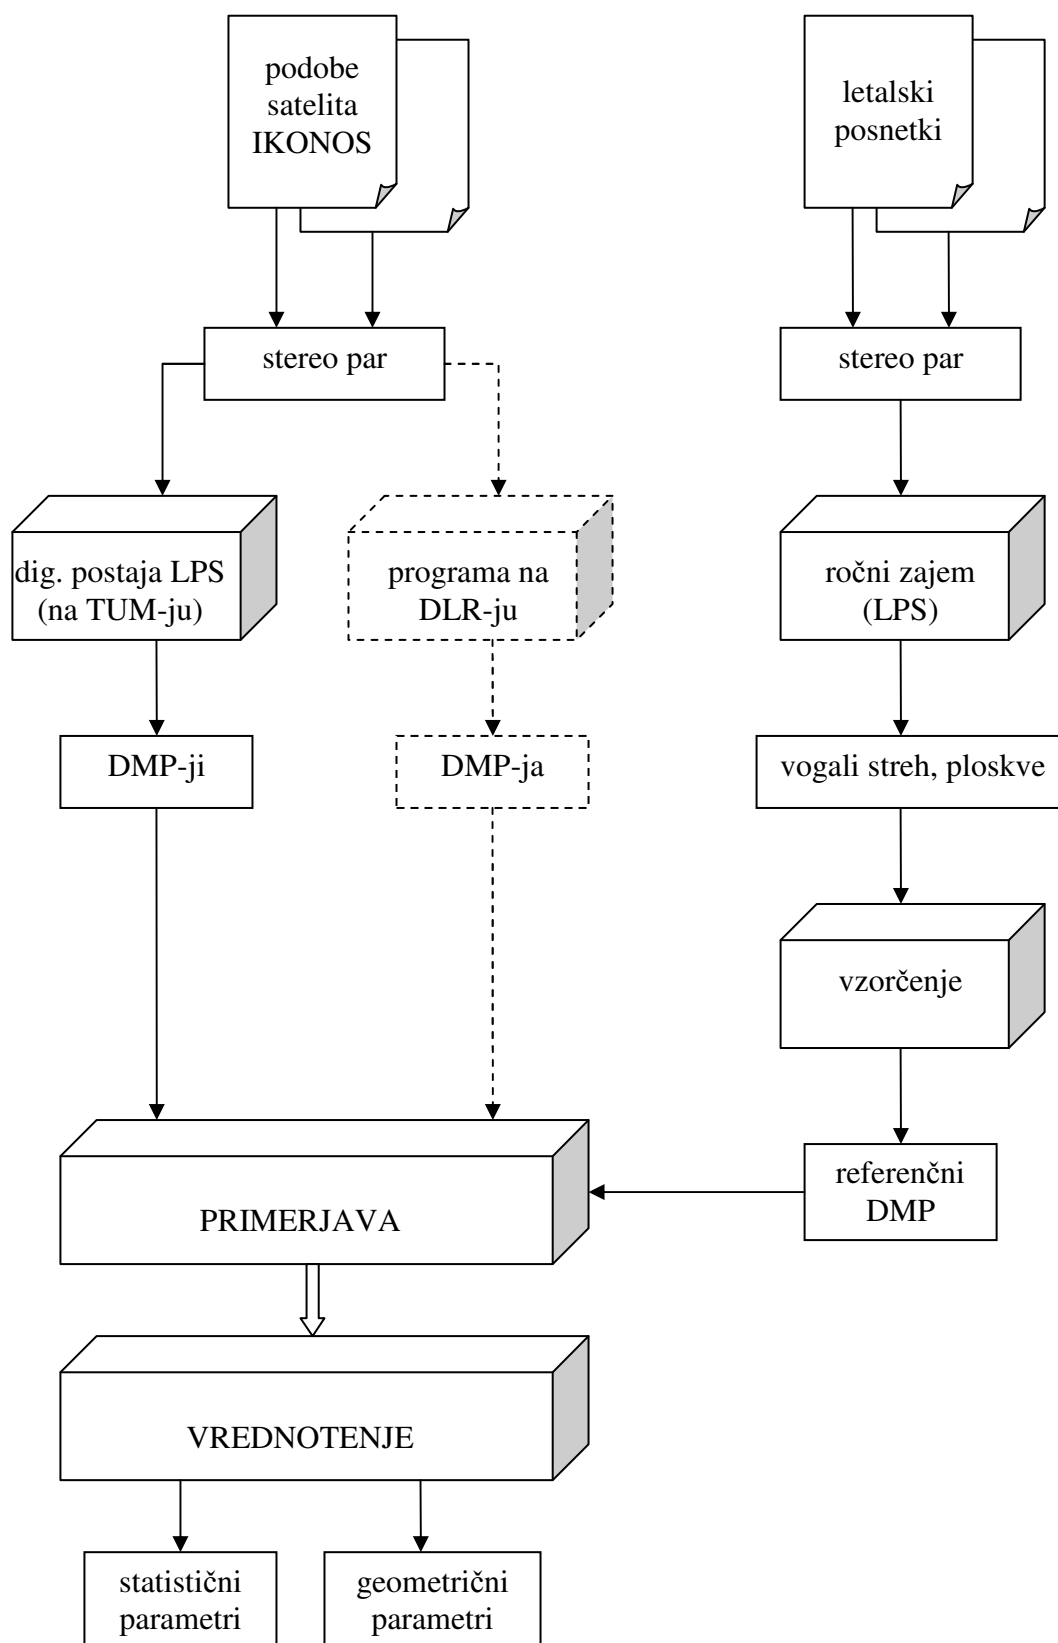 podobe
satelita
IKONOS
letalski
posnetki
stereo par
stereo par
dig. postaja LPS
(na TUM-ju)
programa na
DLR-ju
ročni zajem
(LPS)
DMP-ji
DMP-ja
vogali streh, ploskve
vzorčenje
referenčni
DMP
PRIMERJAVA
VREDNOTENJE
statistični
parametri
geometrični
parametri